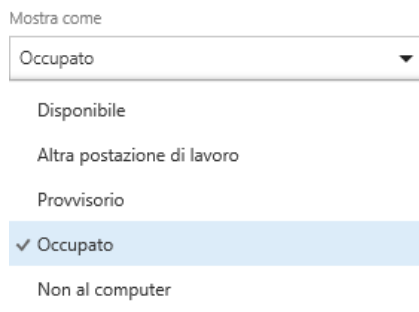 Mostra come
Occupato
Disponibile
Altra postazione di lavoro
Provvisorio
Occupato
Non al computer